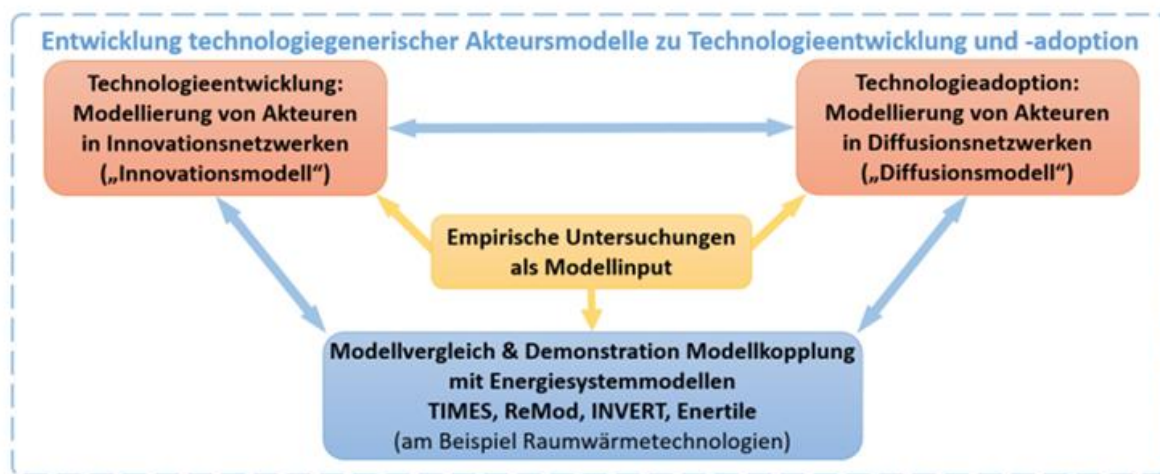 Entwicklung technologiegenerischer Akteursmodelle zu Technologieentwicklung und -adoption
Technologieentwicklung:
Modellierung von Akteuren
in Innovationsnetzwerken
(„Innovationsmodell“)
Technologieadoption:
Modellierung von Akteuren
in Diffusionsnetzwerken
(„Diffusionsmodell“)
Empirische Untersuchungen
als Modellinput
Modellvergleich & Demonstration Modellkopplung
mit Energiesystemmodellen
TIMES, ReMod, INVERT, Enertile
(am Beispiel Raumwärmetechnologien)